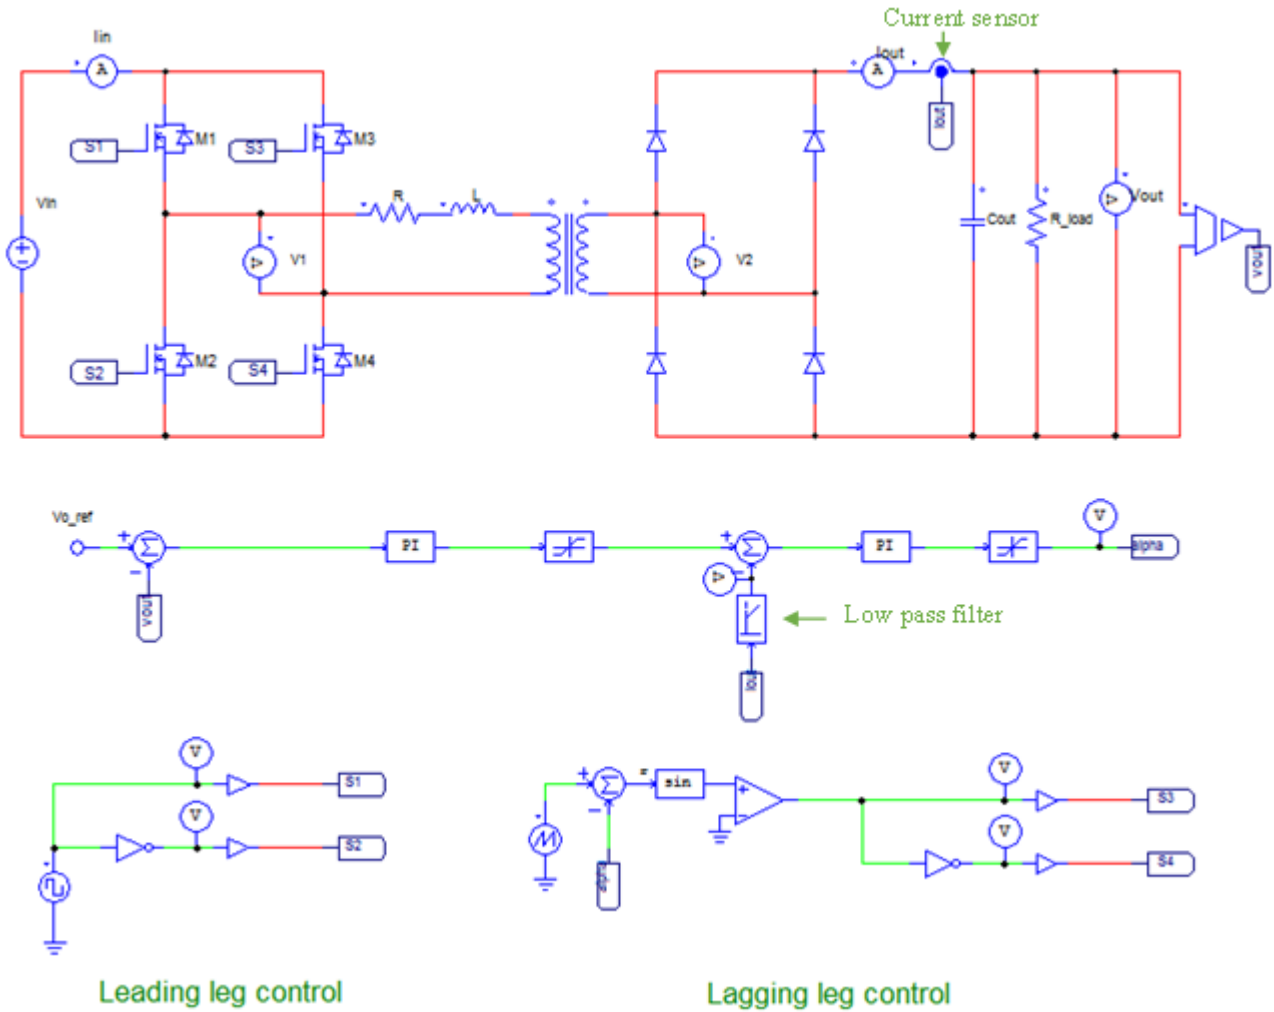 Current sensor
Iin
Iout
A
A
Iout
S1
M1
S3
M3
Vin
R
L
V
V1
V
V2
Cout
R_load
V
Vout
vout
S2
M2
S4
M4
Vo_ref
Σ
PI
Σ
PI
V
alpha
vout
V
Low pass filter
Iout
V
S1
V
S2
Σ
sin
V
S3
V
S4
alpha
Leading leg control
Lagging leg control